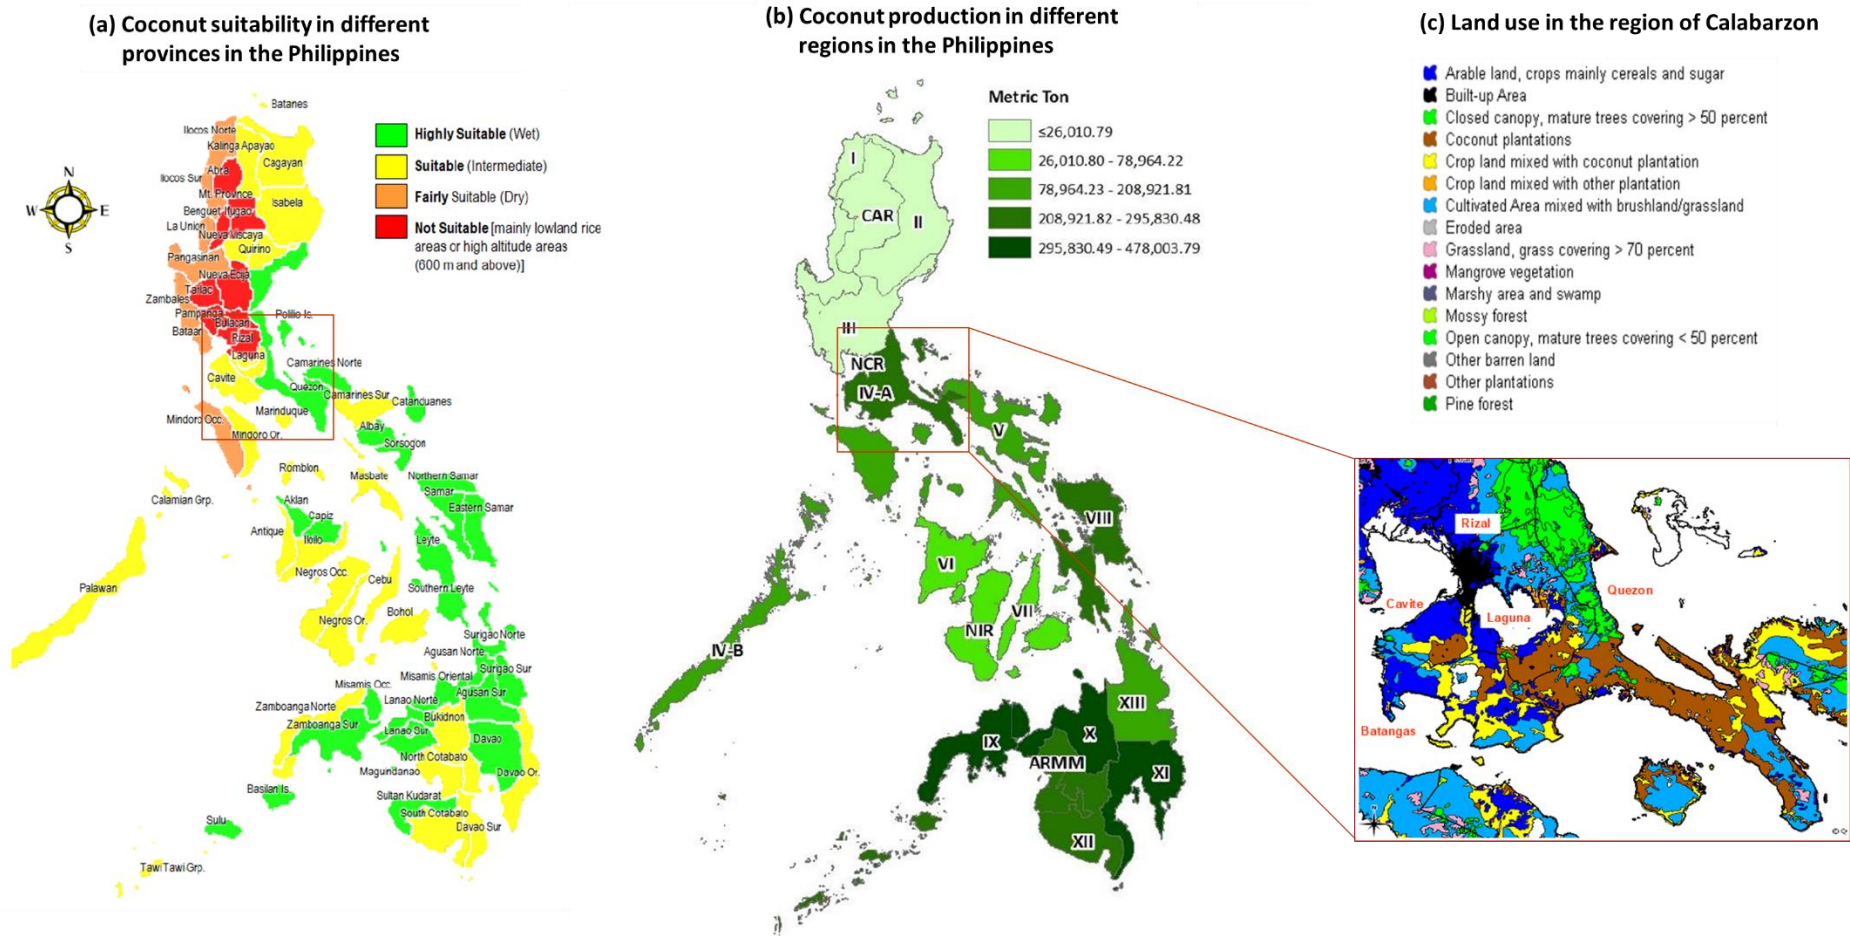 (a) Coconut suitability in different
provinces in the Philippines
N
W
E
S
Highly Suitable (Wet)
Suitable (Intermediate)
Fairly Suitable (Dry)
Not Suitable [mainly lowland rice
areas or high altitude areas
(600 m and above)]
Batanes
Ilocos Norte
Kalinga Apayao
Cagayan
Abra
Ilocos Sur
Mt. Province
Isabela
Benguet
Ifugao
La Union
Nueva Viscaya
Quirino
Pangasinan
Nueva Ecija
Tarlac
Zambales
Pampanga
Polilio Is.
Bulacan
Bataan
Rizal
Laguna
Camarines Norte
Cavite
Quezon
Camarines Sur
Catanduanes
Marinduque
Mindoro Occ.
Mindoro Or.
Albay
Sorsogon
Romblon
Masbate
Northern Samar
Samar
Calamian Grp.
Aklan
Eastern Samar
Capiz
Antique
Iloilo
Leyte
Negros Occ.
Cebu
Palawan
Southern Leyte
Bohol
Negros Or.
Surigao Norte
Agusan Norte
Surigao Sur
Misamis Oriental
Misamis Occ.
Agusan Sur
Lanao Norte
Zamboanga Norte
Bukidnon
Zamboanga Sur
Lanao Sur
Davao
North Cotabato
Maguindanao
Davao Or.
Basilan Is.
Sultan Kudarat
South Cotabato
Sulu
Davao Sur
Tawi Tawi Grp.
(b) Coconut production in different
regions in the Philippines
Metric Ton
≤26,010.79
26,010.80 - 78,964.22
78,964.23 - 208,921.81
208,921.82 - 295,830.48
295,830.49 - 478,003.79
I
CAR
II
III
NCR
IV-A
V
VIII
VI
VII
NIR
IV-B
XIII
X
IX
ARMM
XI
XII
(c) Land use in the region of Calabarzon
Arable land, crops mainly cereals and sugar
Built-up Area
Closed canopy, mature trees covering > 50 percent
Coconut plantations
Crop land mixed with coconut plantation
Crop land mixed with other plantation
Cultivated Area mixed with brushland/grassland
Eroded area
Grassland, grass covering > 70 percent
Mangrove vegetation
Marshy area and swamp
Mossy forest
Open canopy, mature trees covering < 50 percent
Other barren land
Other plantations
Pine forest
Rizal
Quezon
Cavite
Laguna
Batangas